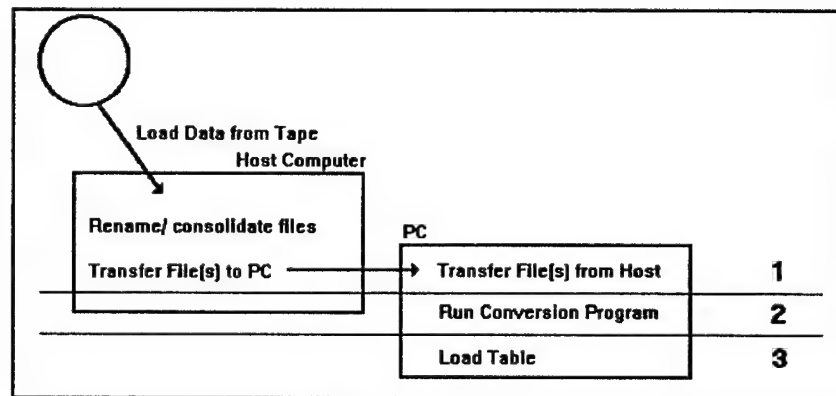 Load Data from Tape
Host Computer
Rename/ consolidate files
PC
Transfer File(s) to PC
Transfer File(s) from Host
1
Run Conversion Program
2
Load Table
3